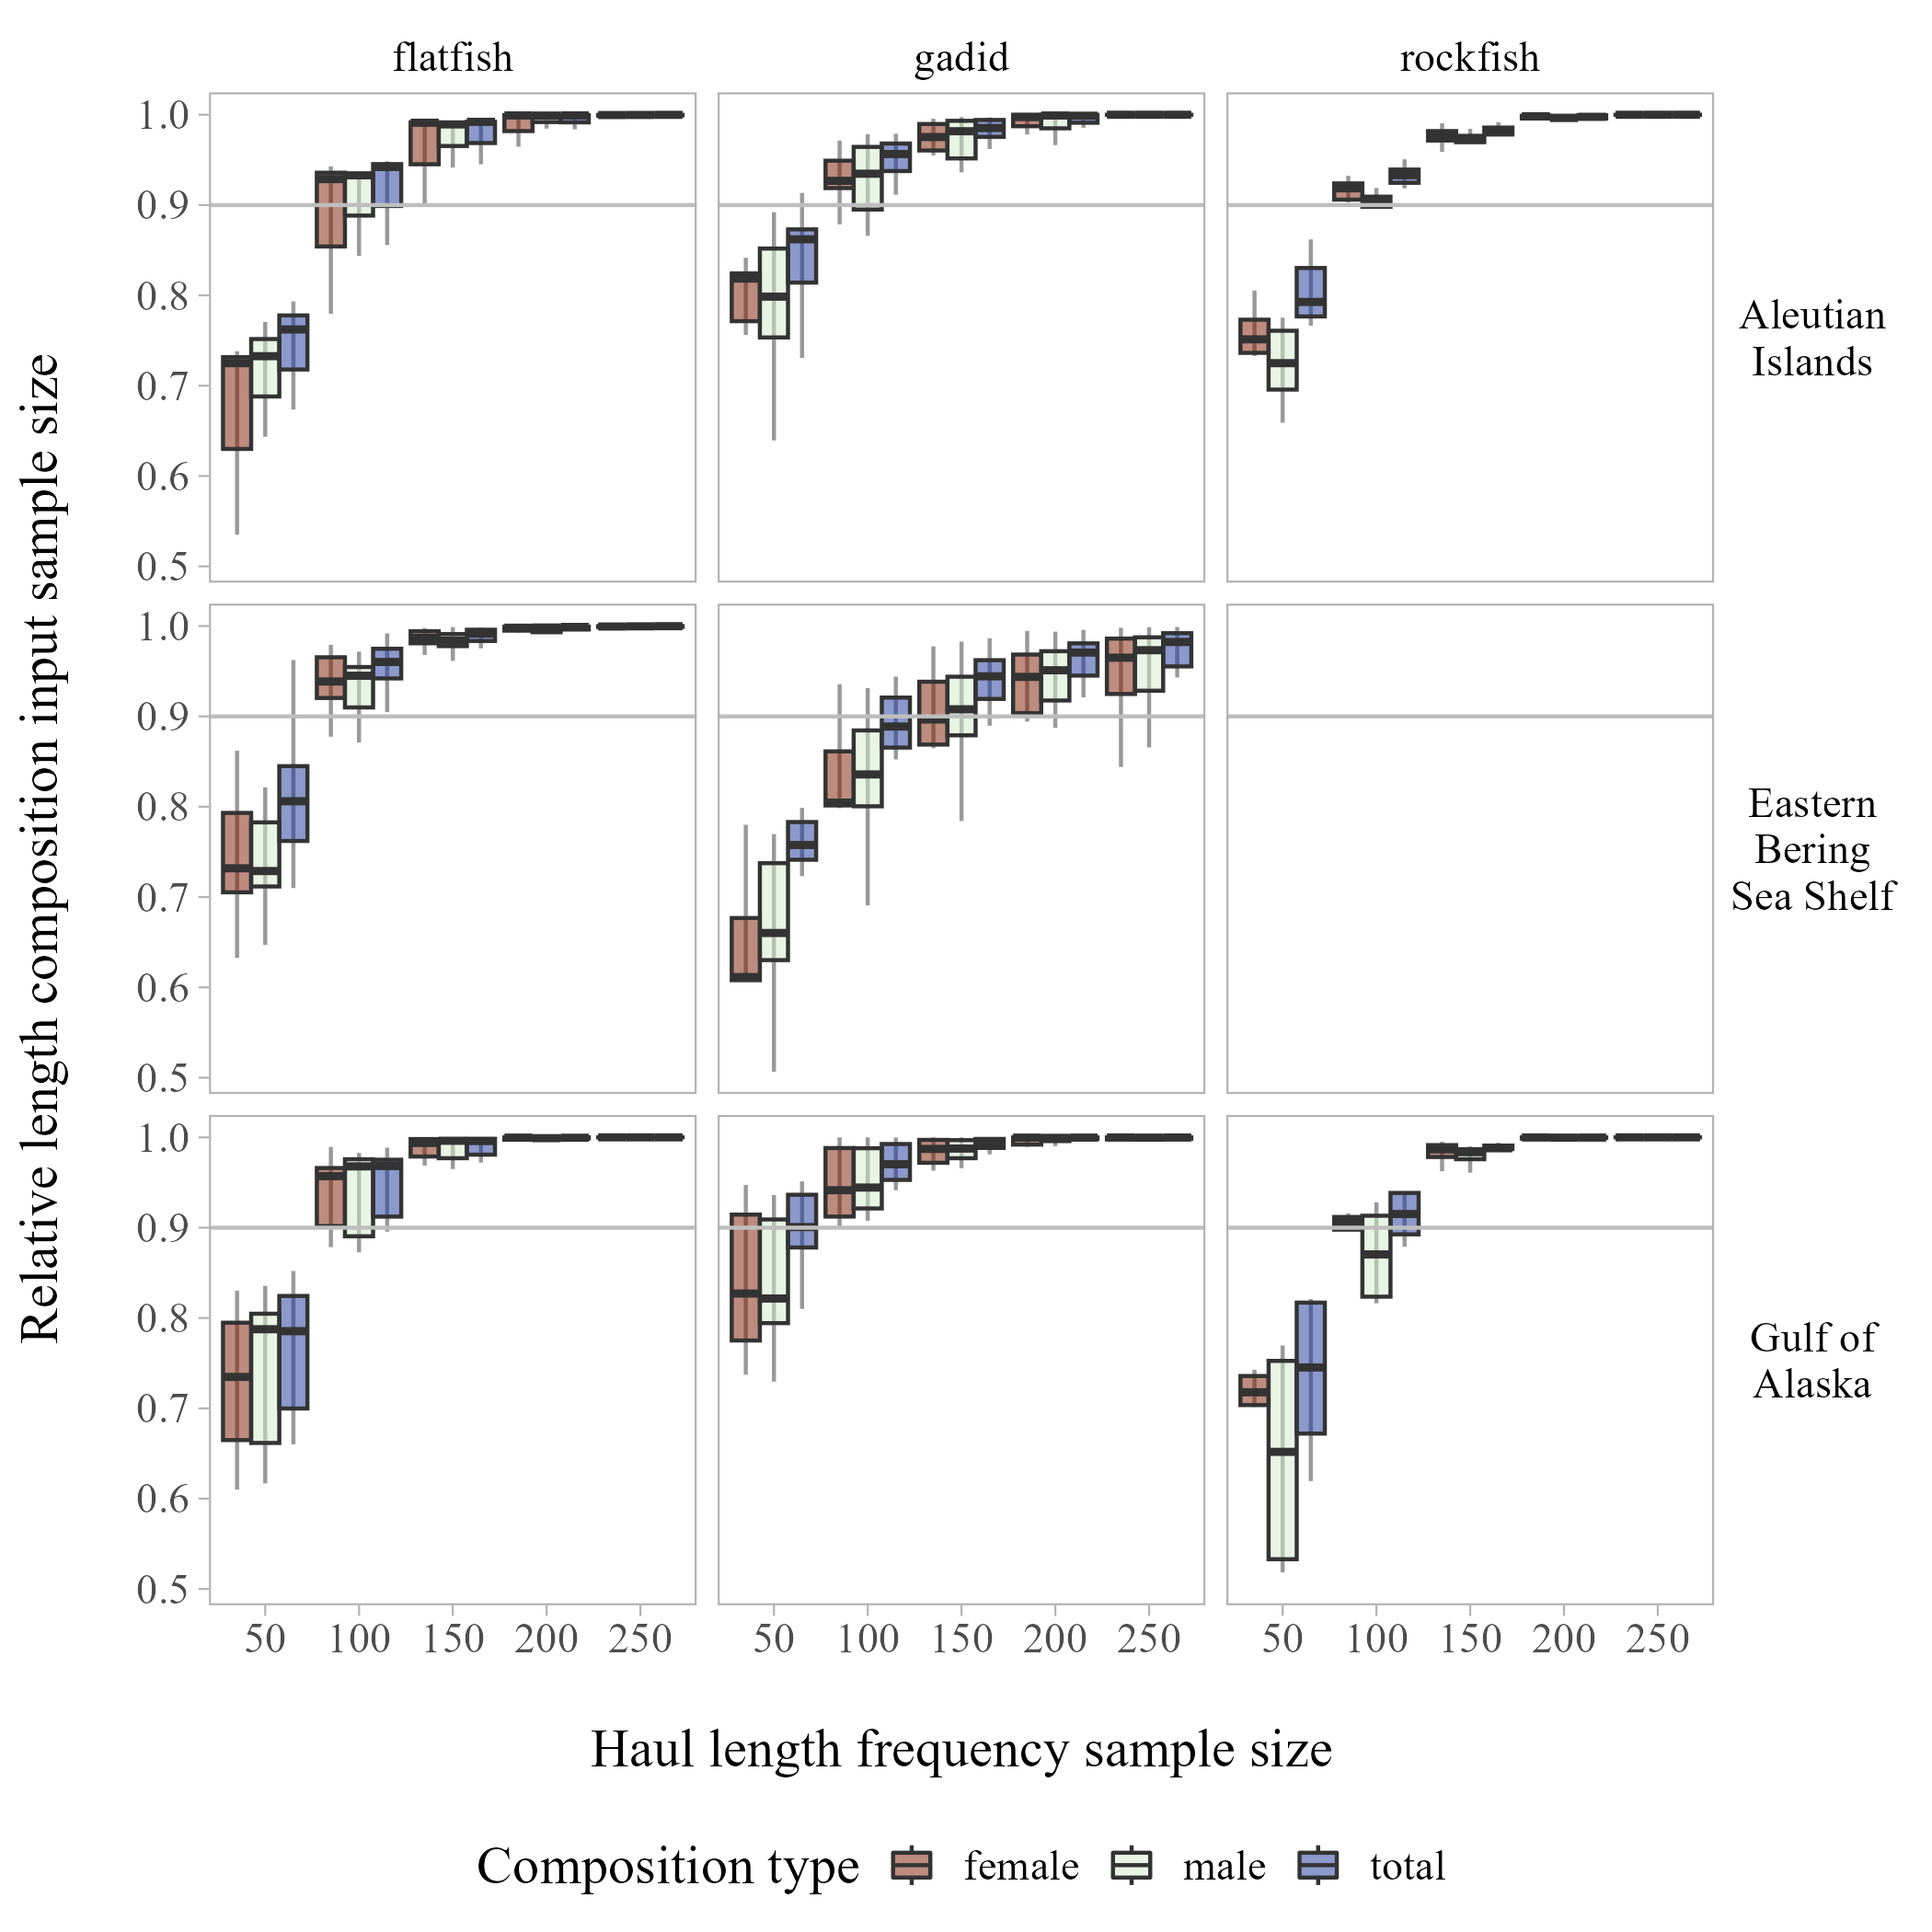 flatfish gadid rockfish
1.0
0.9
0.8
0.7
0.6
0.5
Aleutian
Islands
1.0
0.9
0.8
0.7
0.6
0.5
Eastern
Bering
Sea Shelf
1.0
0.9
0.8
0.7
0.6
0.5
Gulf of
Alaska
Relative length composition input sample size
50 100 150 200 250 50 100 150 200 250 50 100 150 200 250
Haul length frequency sample size
Composition type female male total